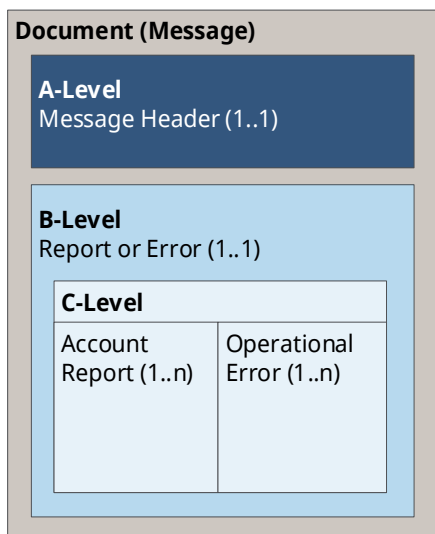 Document (Message)
A-Level
Message Header (1..1)
B-Level
Report or Error (1..1)
C-Level
Account
Report (1..n)
Operational
Error (1..n)